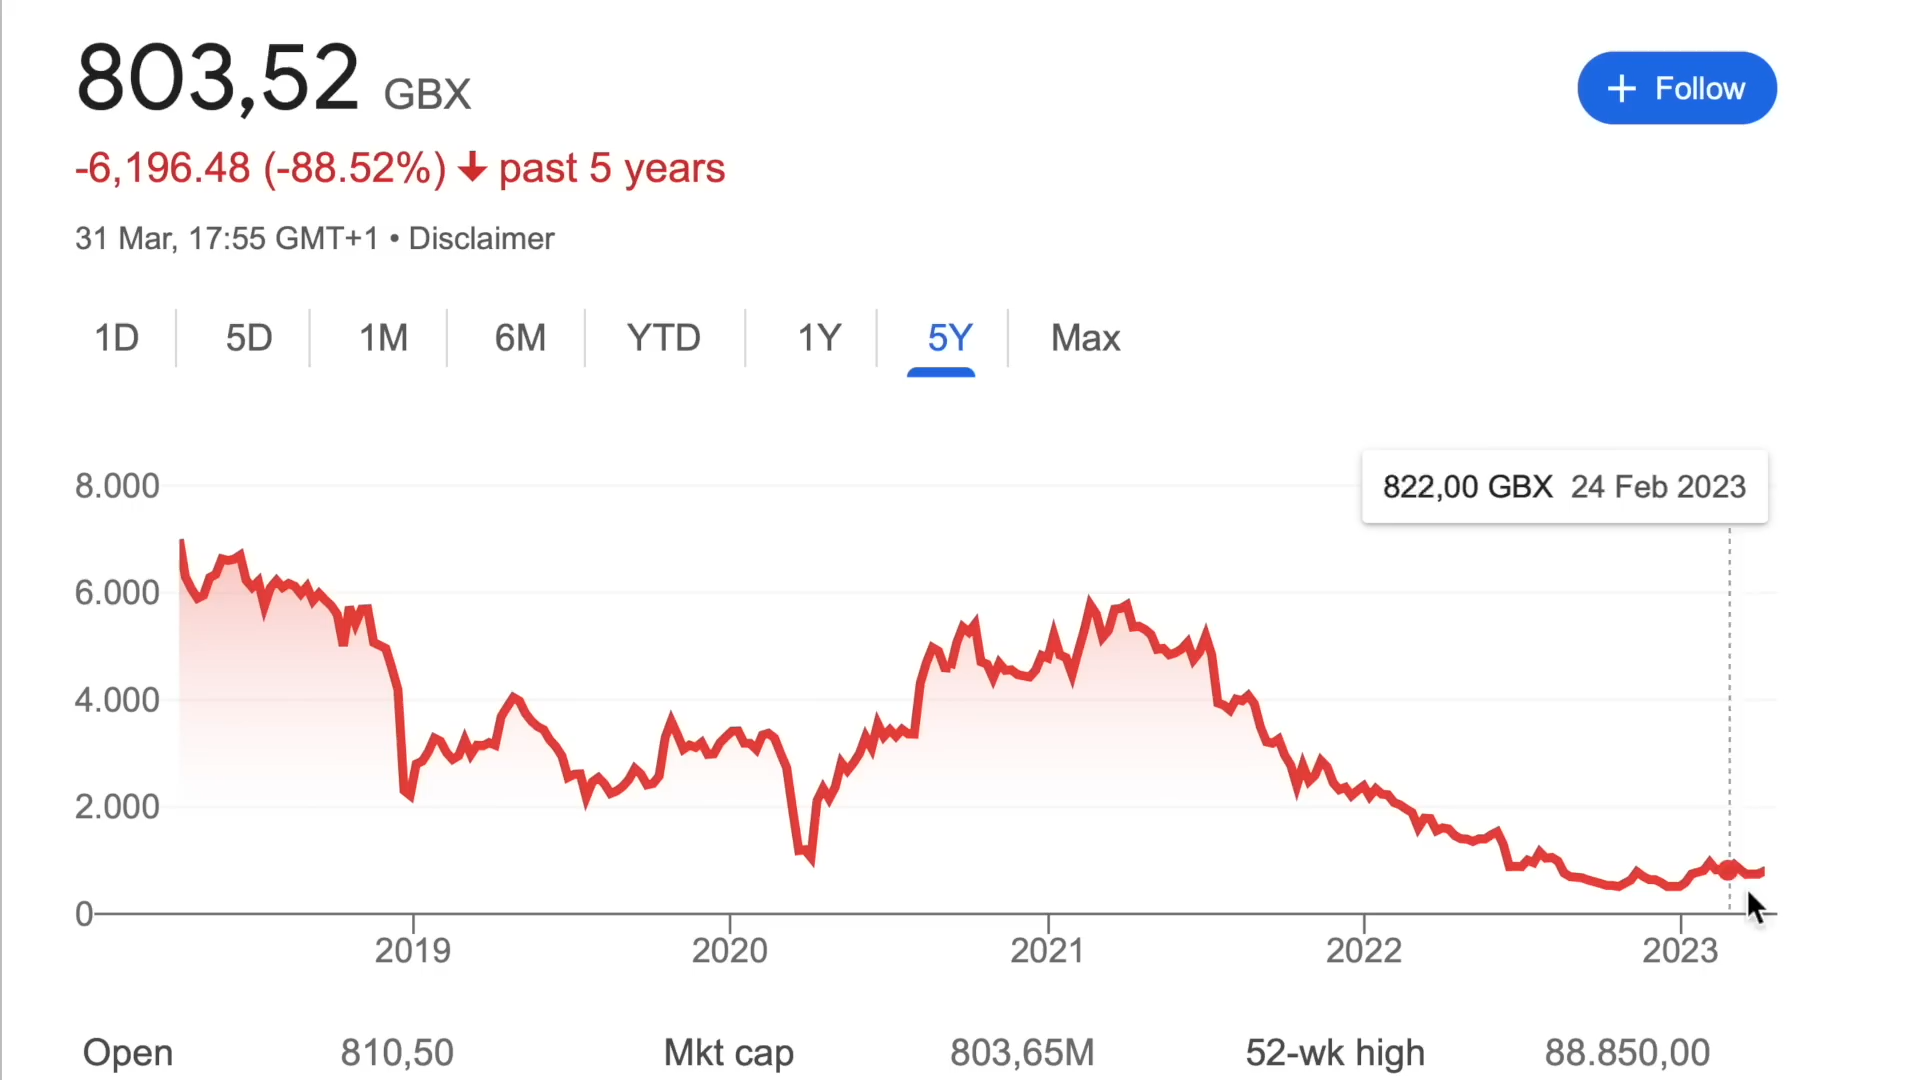 803,52 GBX
+ Follow
-6,196.48 (-88.52%) ↓ past 5 years
31 Mar, 17:55 GMT+1 • Disclaimer
1D 5D 1M 6M YTD 1Y 5Y Max
822,00 GBX 24 Feb 2023
8.000
6.000
4.000
2.000
0
2019 2020 2021 2022 2023
Open 810,50 Mkt cap 803,65M 52-wk high 88.850,00